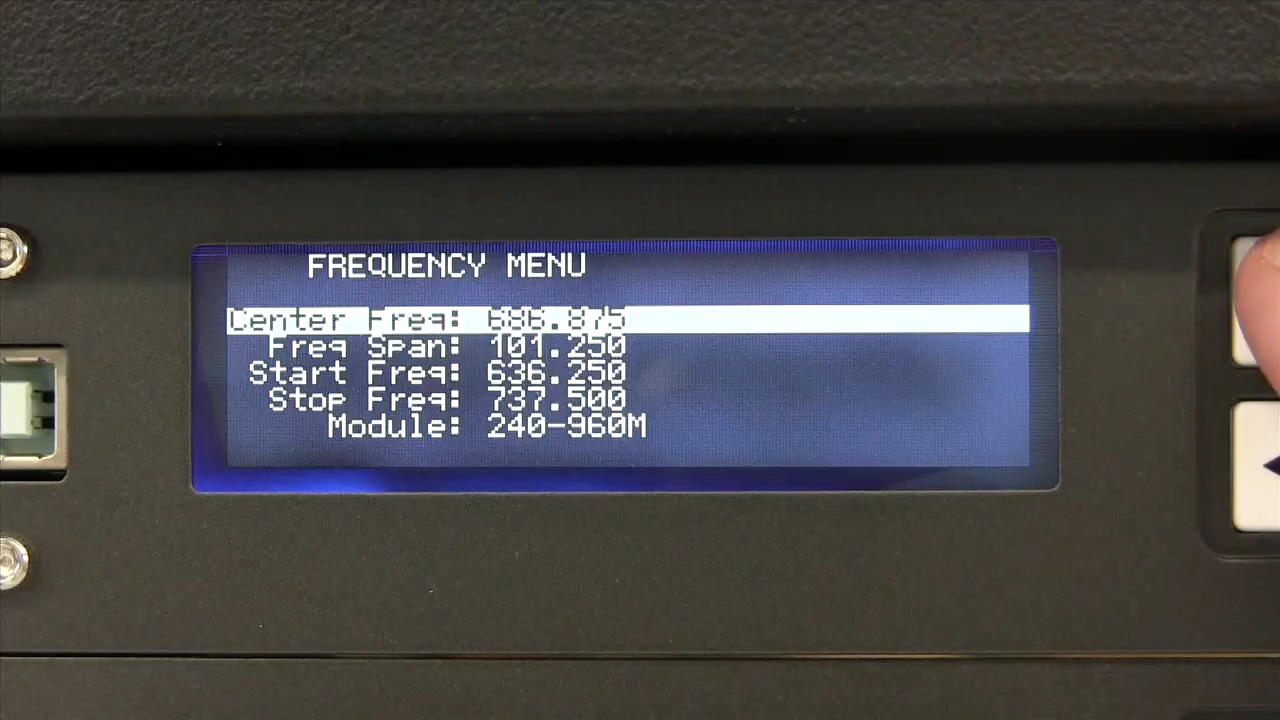 FREQUENCY MENU
Center Freq: 686.875
Freq Span: 101.250
Start Freq: 636.250
Stop Freq: 737.500
Module: 240-960M